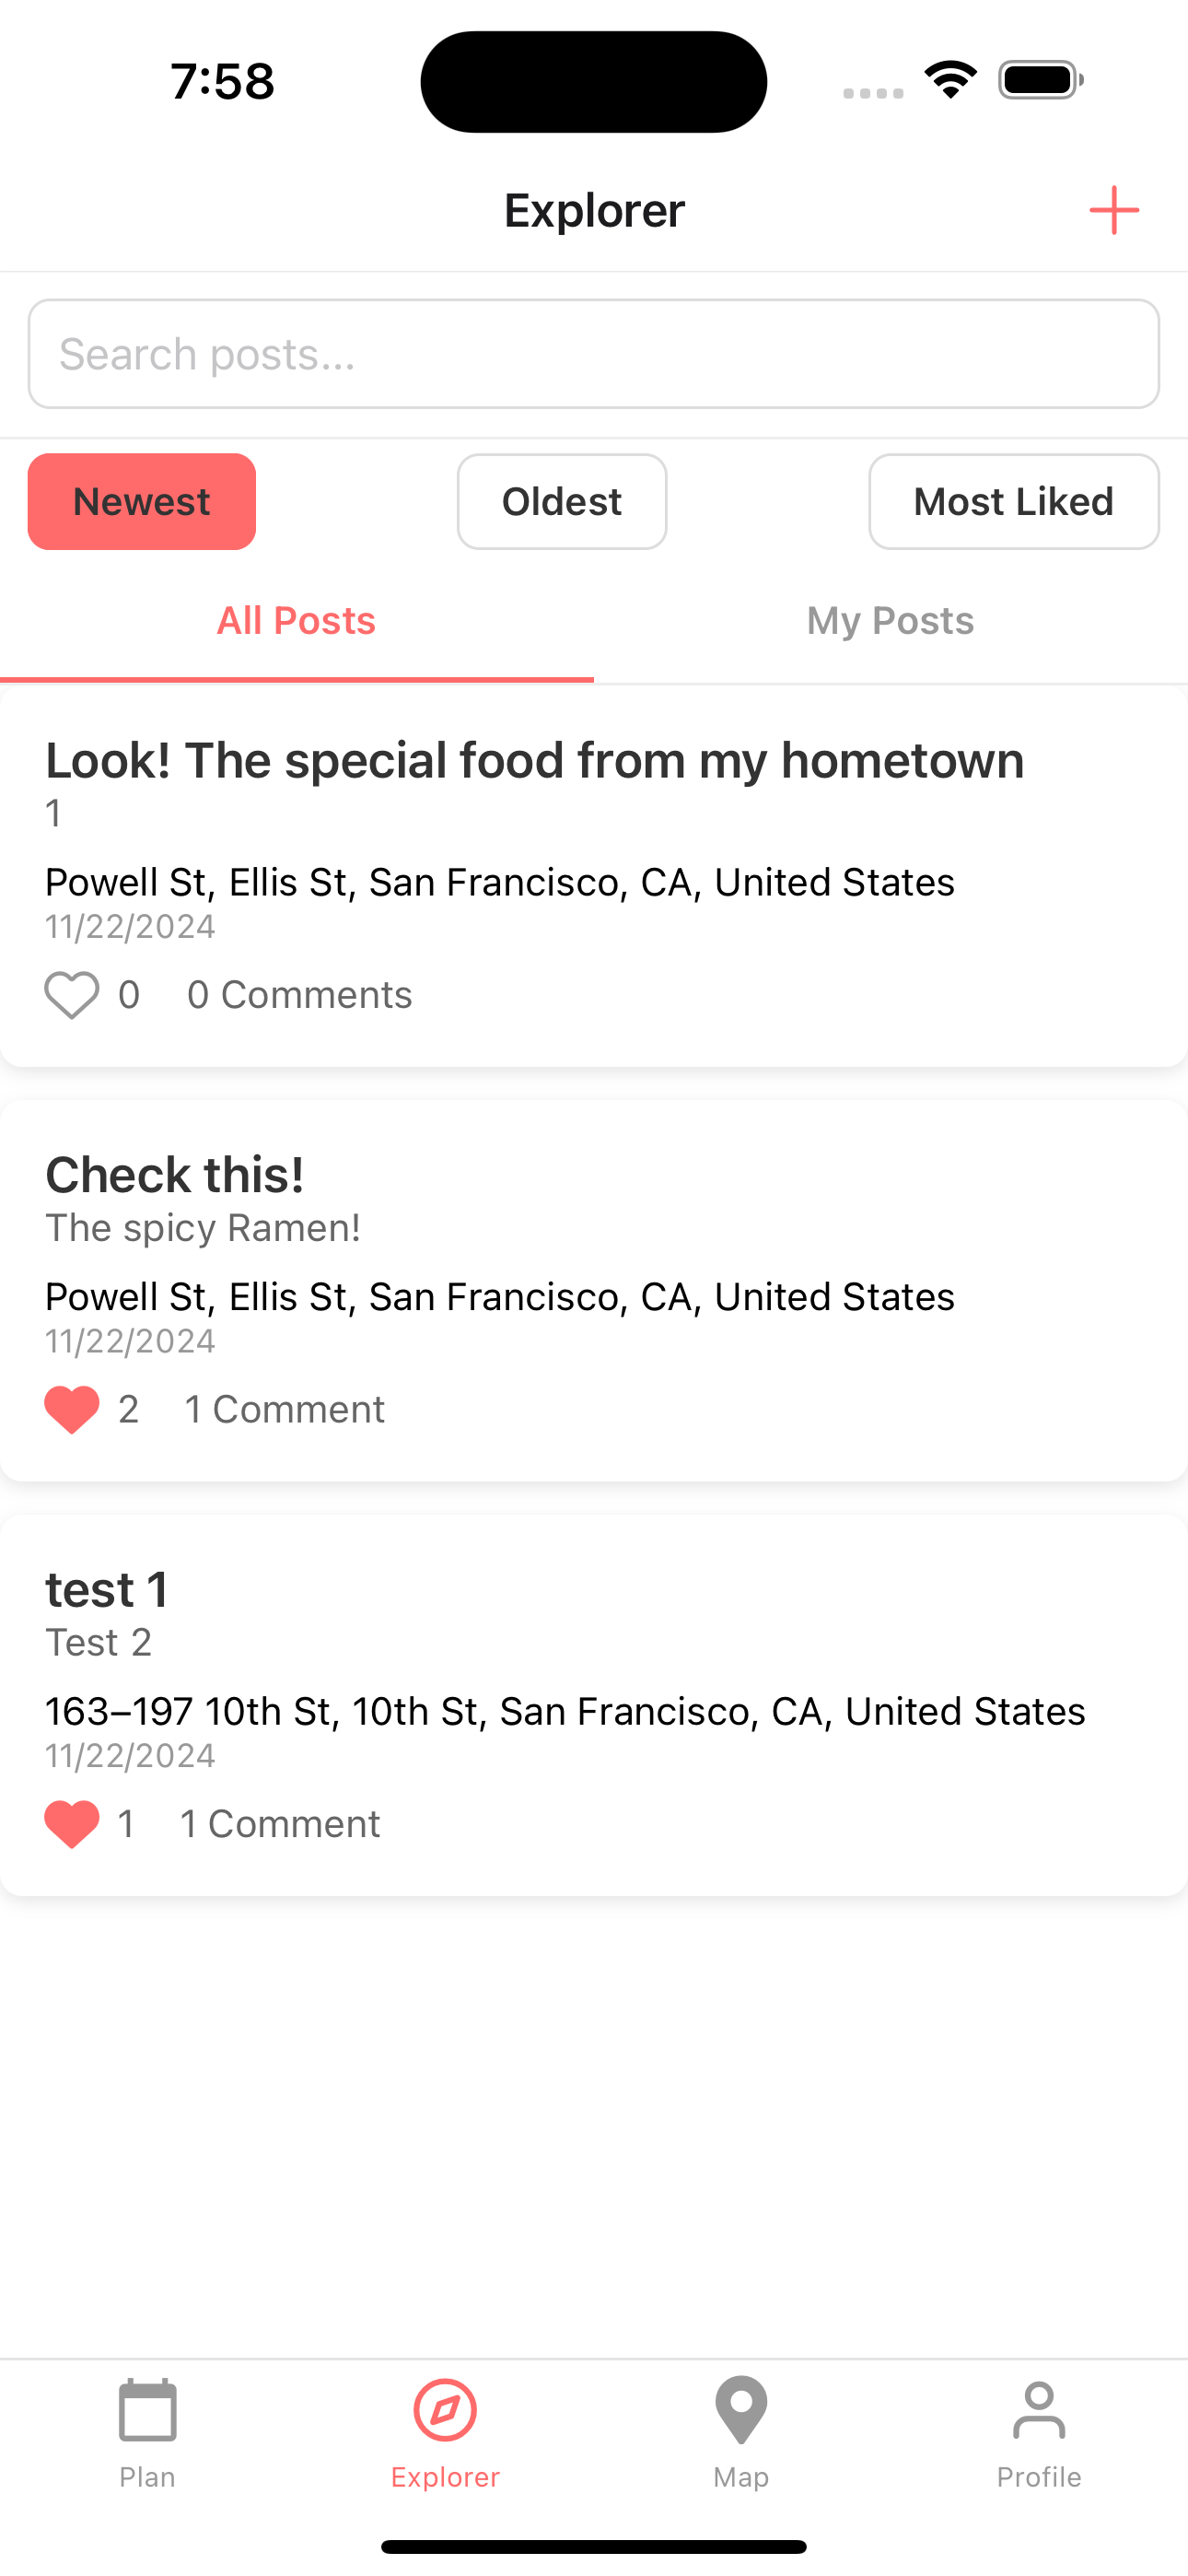 7:58
Explorer
Search posts...
Newest
Oldest
Most Liked
All Posts
My Posts
Look! The special food from my hometown
1
Powell St, Ellis St, San Francisco, CA, United States
11/22/2024
0 0 Comments
Check this!
The spicy Ramen!
Powell St, Ellis St, San Francisco, CA, United States
11/22/2024
2 1 Comment
test 1
Test 2
163–197 10th St, 10th St, San Francisco, CA, United States
11/22/2024
1 1 Comment
Plan
Explorer
Map
Profile